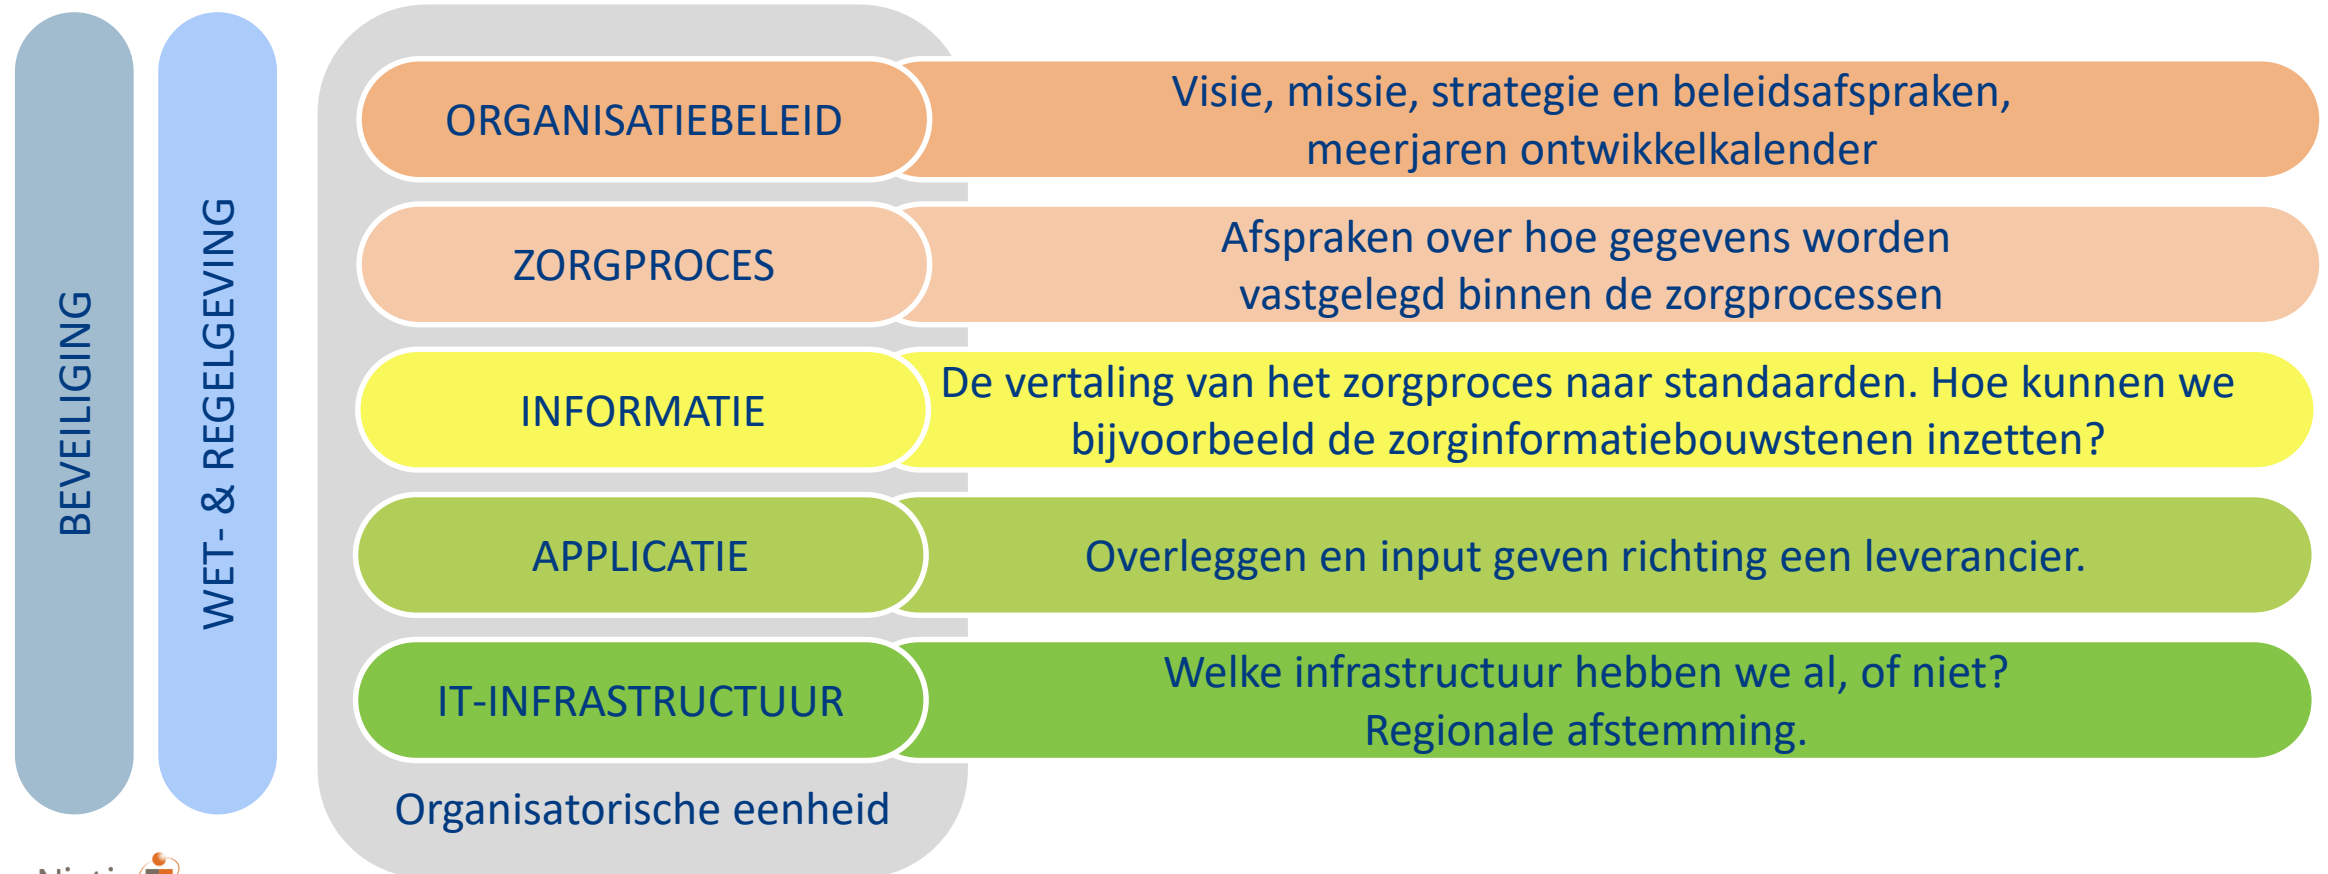 BEVEILIGING
WET- & REGELGEVING
ORGANISATIEBELEID
Visie, missie, strategie en beleidsafspraken,
meerjaren ontwikkelkalender
ZORGPROCES
Afspraken over hoe gegevens worden
vastgelegd binnen de zorgprocessen
INFORMATIE
De vertaling van het zorgproces naar standaarden. Hoe kunnen we
bijvoorbeeld de zorginformatiebouwstenen inzetten?
APPLICATIE
Overleggen en input geven richting een leverancier.
IT-INFRASTRUCTUUR
Welke infrastructuur hebben we al, of niet?
Regionale afstemming.
Organisatorische eenheid